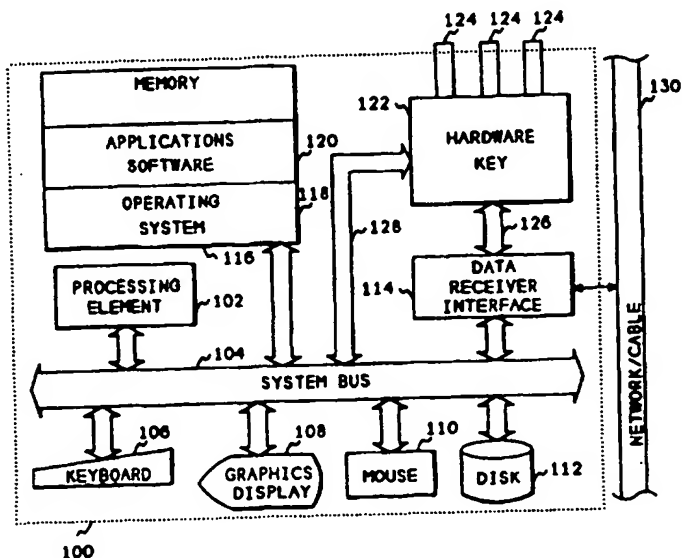 124 124 124
130
MEMORY
122
HARDWARE
KEY
APPLICATIONS
SOFTWARE
120
OPERATING
SYSTEM
118
116
128
126
PROCESSING
ELEMENT
102
114
DATA
RECEIVER
INTERFACE
NETWORK/CABLE
104
SYSTEM BUS
106
KEYBOARD
108
GRAPHICS
DISPLAY
110
MOUSE
DISK
112
100